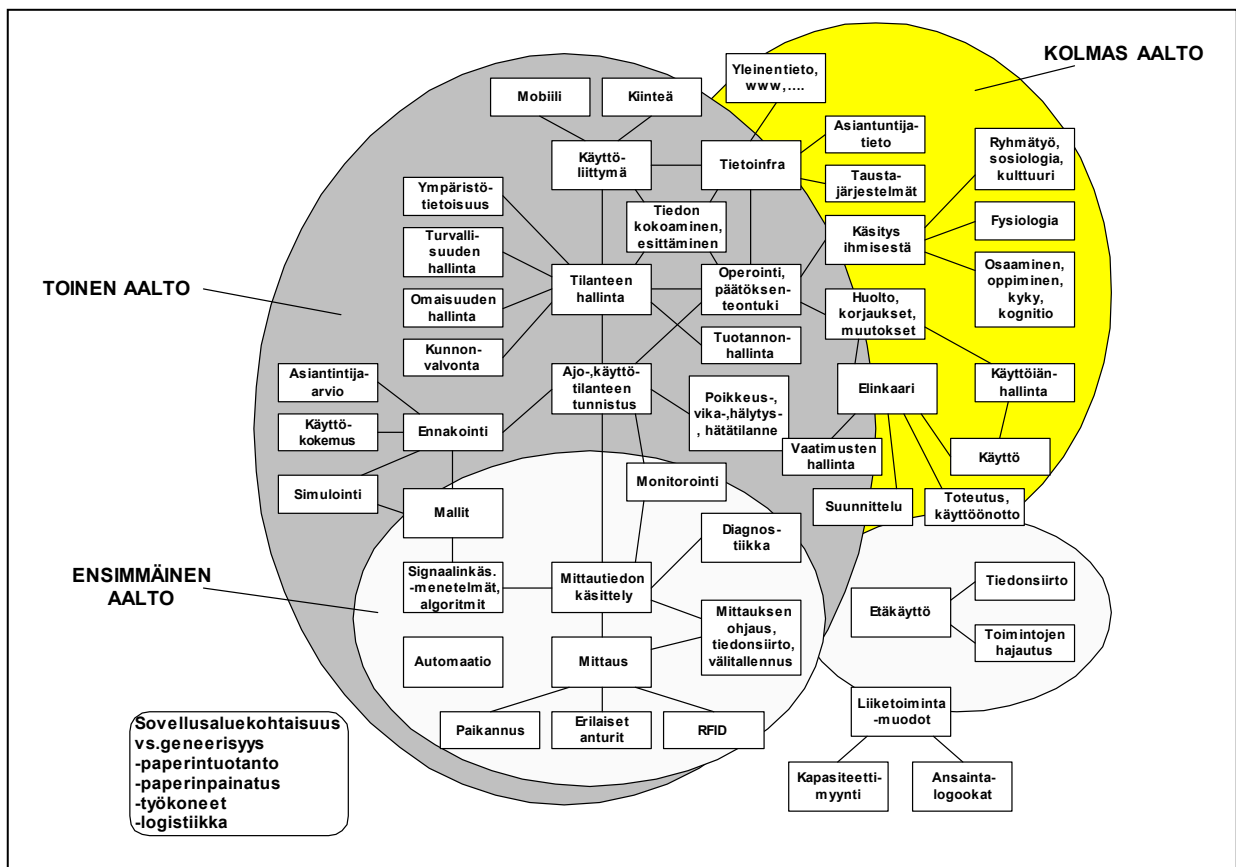 KOLMAS AALTO
Yleinentieto,
www,....
Mobiili
Kiinteä
Asiantuntija-
tieto
Ryhmätyö,
sosiologia,
kulttuuri
Käyttö-
liittymä
Tietoinfra
Tausta-
järjestelmät
Ympäristö-
tietoisuus
Tiedon
kokoaminen,
esittäminen
Käsitys
ihmisestä
Fysiologia
Turvalli-
suuden
hallinta
Osaaminen,
oppiminen,
kyky,
kognitio
TOINEN AALTO
Tilanteen
hallinta
Operointi,
päätöksen-
teontuki
Omaisuuden
hallinta
Huolto,
korjaukset,
muutokset
Kunnon-
valvonta
Tuotannon-
hallinta
Asiantintija-
arvio
Ajo-,käyttö-
tilanteen
tunnistus
Elinkaari
Käyttöiän-
hallinta
Poikkeus-,
vika-,hälytys-
, hätätilanne
Käyttö-
kokemus
Ennakointi
Vaatimusten
hallinta
Käyttö
Simulointi
Mallit
Monitorointi
Suunnittelu
Toteutus,
käyttöönotto
Diagnos-
tiikka
ENSIMMÄINEN
AALTO
Signaalinkäs.
-menetelmät,
algoritmit
Mittautiedon
käsittely
Tiedonsiirto
Etäkäyttö
Mittauksen
ohjaus,
tiedonsiirto,
välitallennus
Toimintojen
hajautus
Automaatio
Mittaus
Liiketoiminta
-muodot
Paikannus
Erilaiset
anturit
RFID
Sovellusaluekohtaisuus
vs.geneerisyys
-paperintuotanto
-paperinpainatus
-työkoneet
-logistiikka
Kapasiteetti-
myynti
Ansainta-
logookat